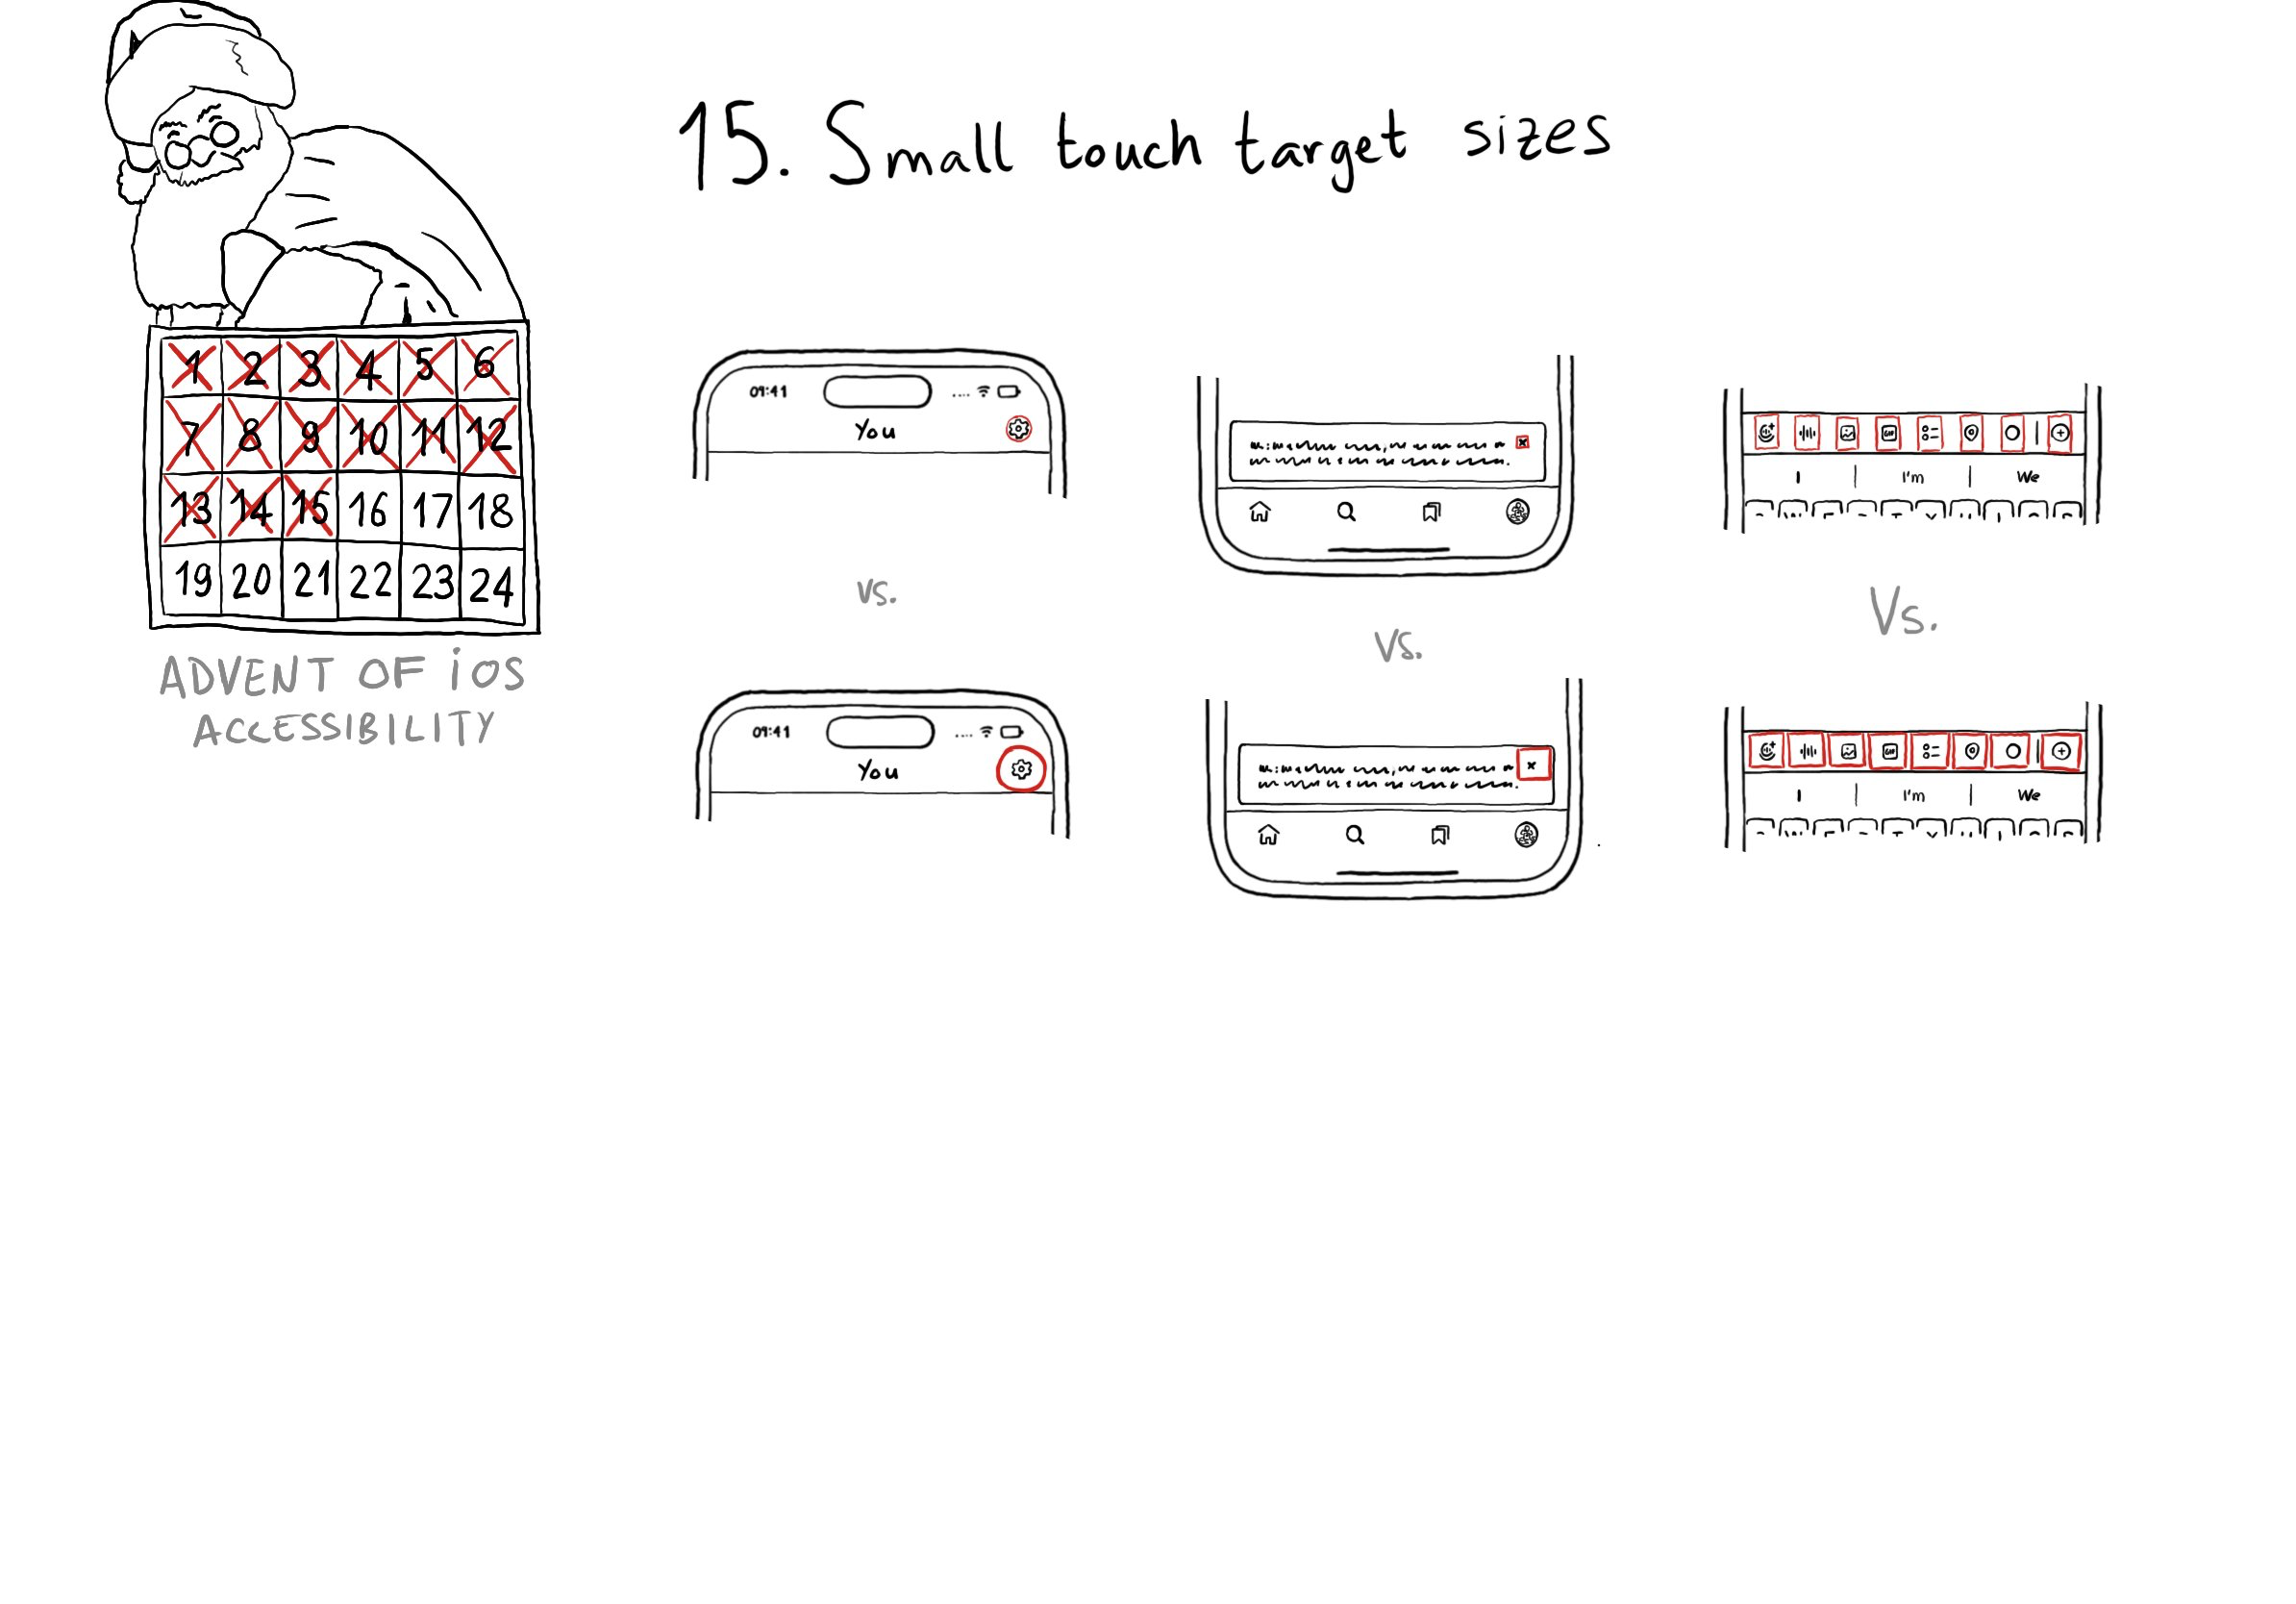 15. Small touch target sizes
1 2 3 4 5 6
7 8 9 10 11 12
13 14 15 16 17 18
19 20 21 22 23 24
ADVENT OF iOS
ACCESSIBILITY
09:41
You
vs.
09:41
You
vs.
GIF
I I'm We
Vs.
GIF
I I'm We